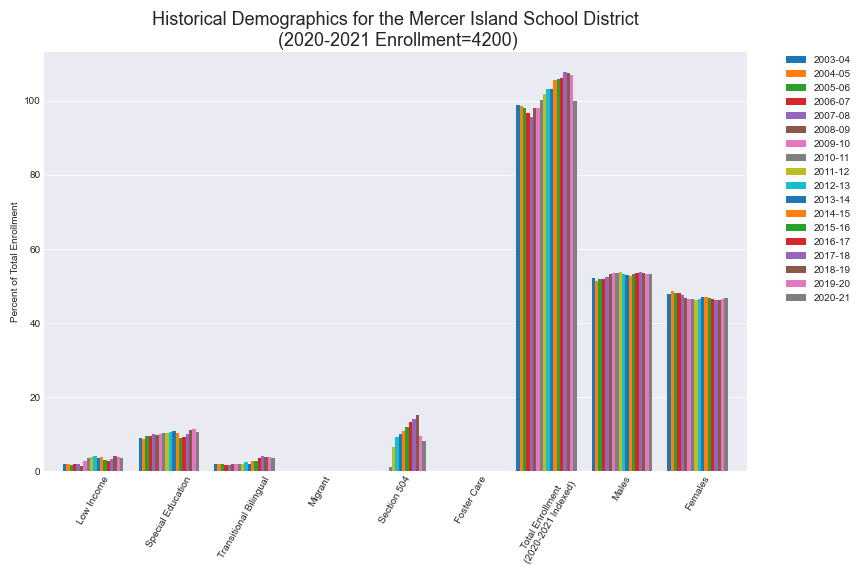 Historical Demographics for the Mercer Island School District
(2020-2021 Enrollment=4200)
Percent of Total Enrollment
100
80
60
40
20
0
Low Income
Special Education
Transitional Bilingual
Migrant
Section 504
Foster Care
Total Enrollment
(2020-2021 Indexed)
Males
Females
2003-04
2004-05
2005-06
2006-07
2007-08
2008-09
2009-10
2010-11
2011-12
2012-13
2013-14
2014-15
2015-16
2016-17
2017-18
2018-19
2019-20
2020-21